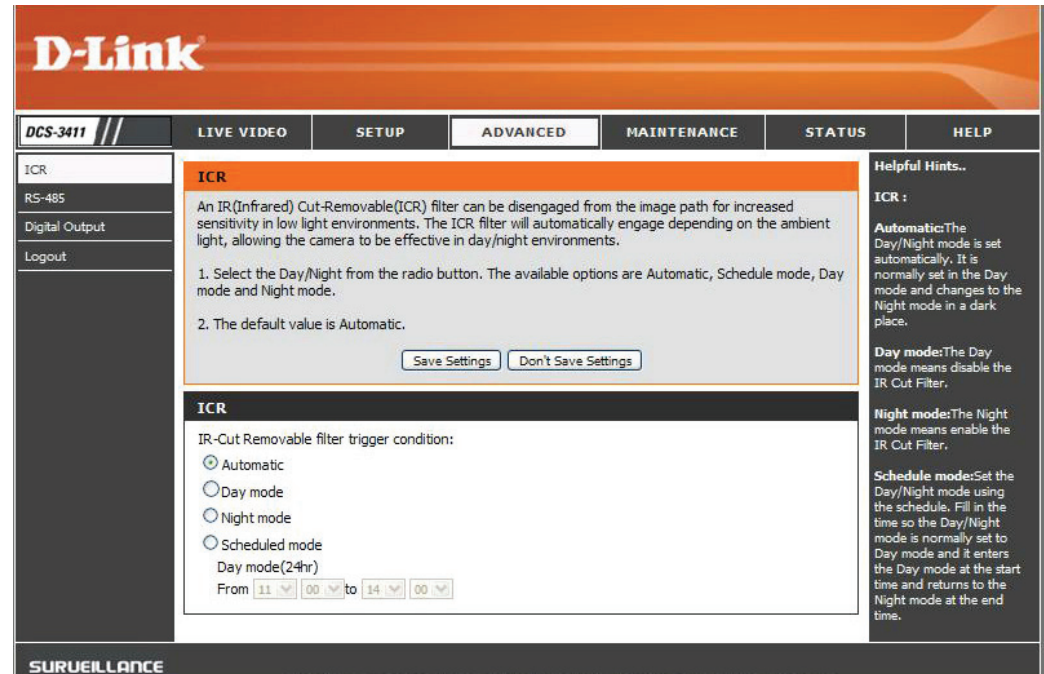 D-Link
DCS-3411
LIVE VIDEO
SETUP
ADVANCED
MAINTENANCE
STATUS
HELP
ICR
RS-485
Digital Output
Logout
ICR
An IR(Infrared) Cut-Removable(ICR) filter can be disengaged from the image path for increased
sensitivity in low light environments. The ICR filter will automatically engage depending on the ambient
light, allowing the camera to be effective in day/night environments.
1. Select the Day/Night from the radio button. The available options are Automatic, Schedule mode, Day
mode and Night mode.
2. The default value is Automatic.
Save Settings
Don't Save Settings
ICR
IR-Cut Removable filter trigger condition:
Automatic
Day mode
Night mode
Scheduled mode
Day mode(24hr)
From 11 00 to 14 00
Helpful Hints..
ICR :
Automatic:The
Day/Night mode is set
automatically. It is
normally set in the Day
mode and changes to the
Night mode in a dark
place.
Day mode:The Day
mode means disable the
IR Cut Filter.
Night mode:The Night
mode means enable the
IR Cut Filter.
Schedule mode:Set the
Day/Night mode using
the schedule. Fill in the
time so the Day/Night
mode is normally set to
Day mode and it enters
the Day mode at the start
time and returns to the
Night mode at the end
time.
SURVEILLANCE